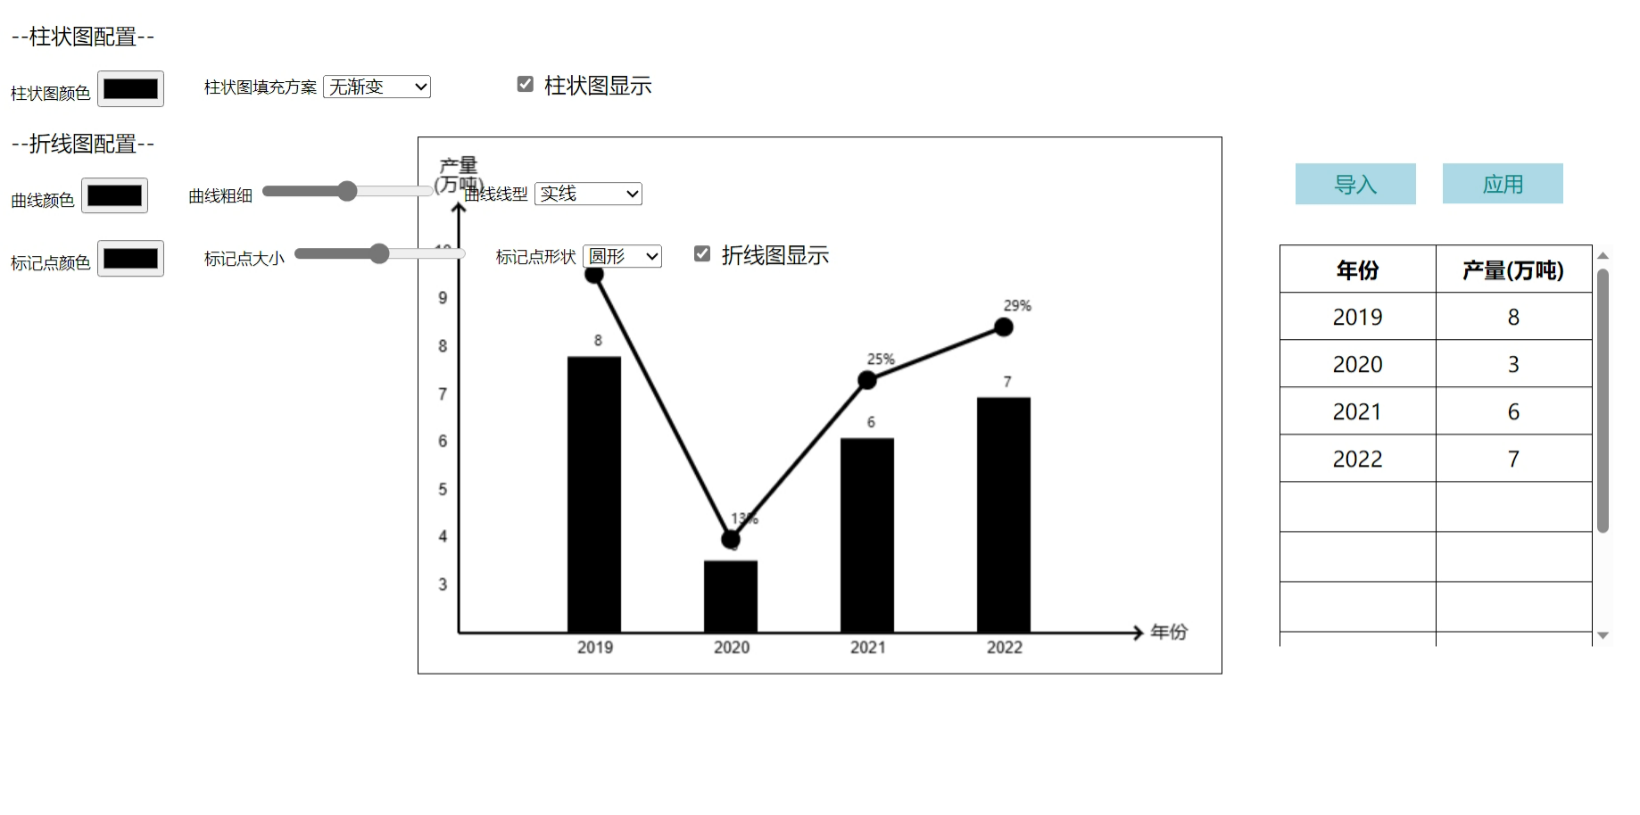 --柱状图配置--
柱状图颜色 柱状图填充方案 无渐变 柱状图显示
--折线图配置--
曲线颜色 曲线粗细 曲线线型 实线
标记点颜色 标记点大小 标记点形状 圆形 折线图显示
产量
(万吨)
10
9
8
7
6
5
4
3
8
13%
25%
6
29%
7
2019 2020 2021 2022
年份
导入 应用
年份 产量(万吨)
2019 8
2020 3
2021 6
2022 7